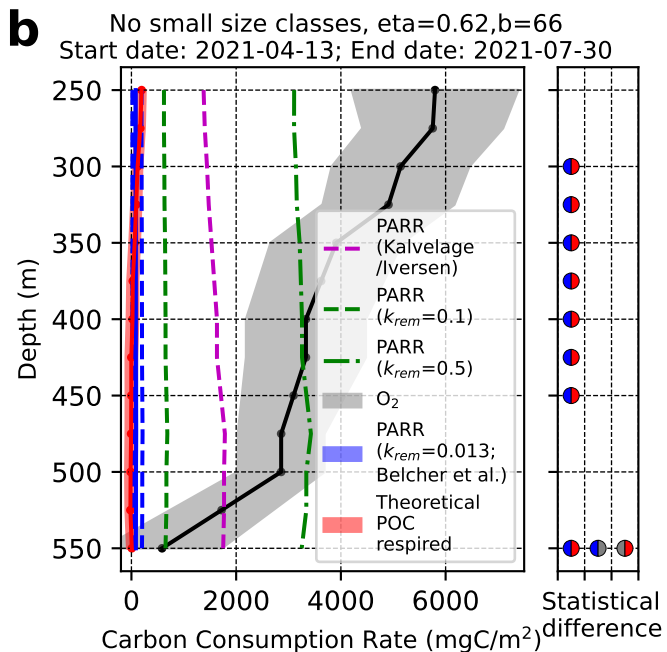 b
No small size classes, eta=0.62,b=66
Start date: 2021-04-13; End date: 2021-07-30
250
300
350
400
450
500
550
Depth (m)
PARR
(Kalvelage
/Iversen)
PARR
(k_rem=0.1)
PARR
(k_rem=0.5)
O₂
PARR
(k_rem=0.013;
Belcher et al.)
Theoretical
POC
respired
0 2000 4000 6000
Carbon Consumption Rate (mgC/m²)
Statistical
difference